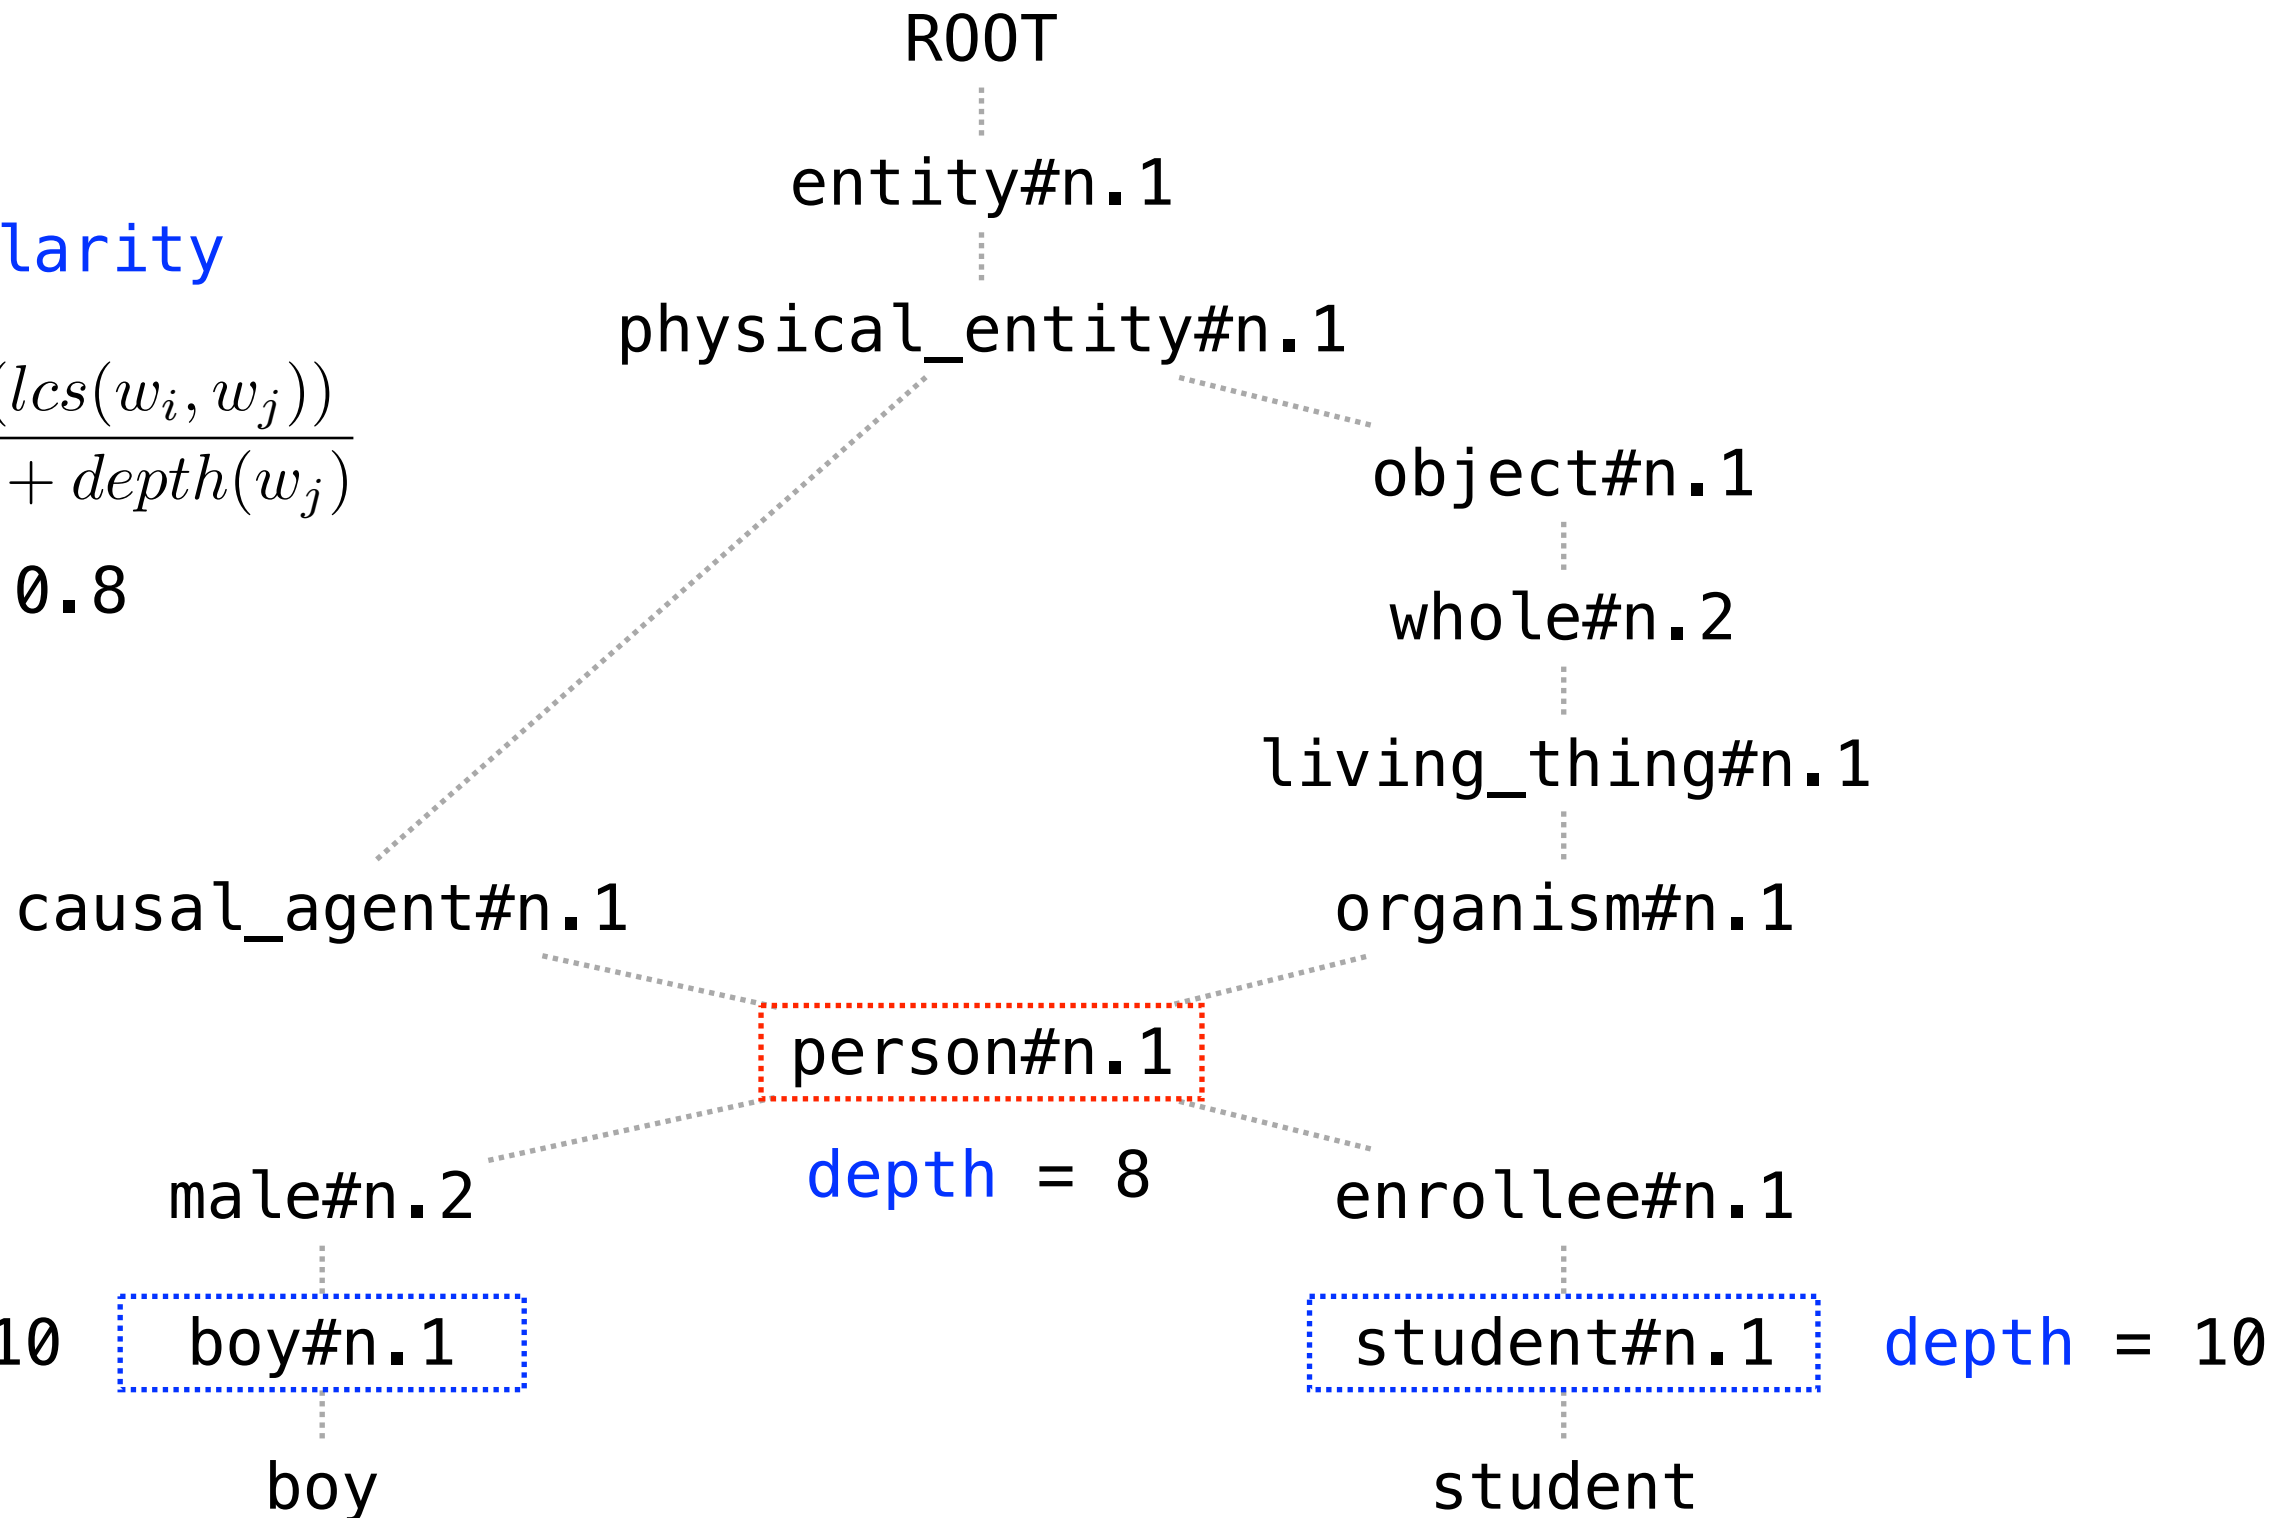 ROOT
entity#n.1
larity
physical_entity#n.1
(lcs(w_i, w_j))
+ depth(w_j)
object#n.1
0.8
whole#n.2
living_thing#n.1
causal_agent#n.1
organism#n.1
person#n.1
depth = 8
male#n.2
enrollee#n.1
10
boy#n.1
student#n.1
depth = 10
boy
student